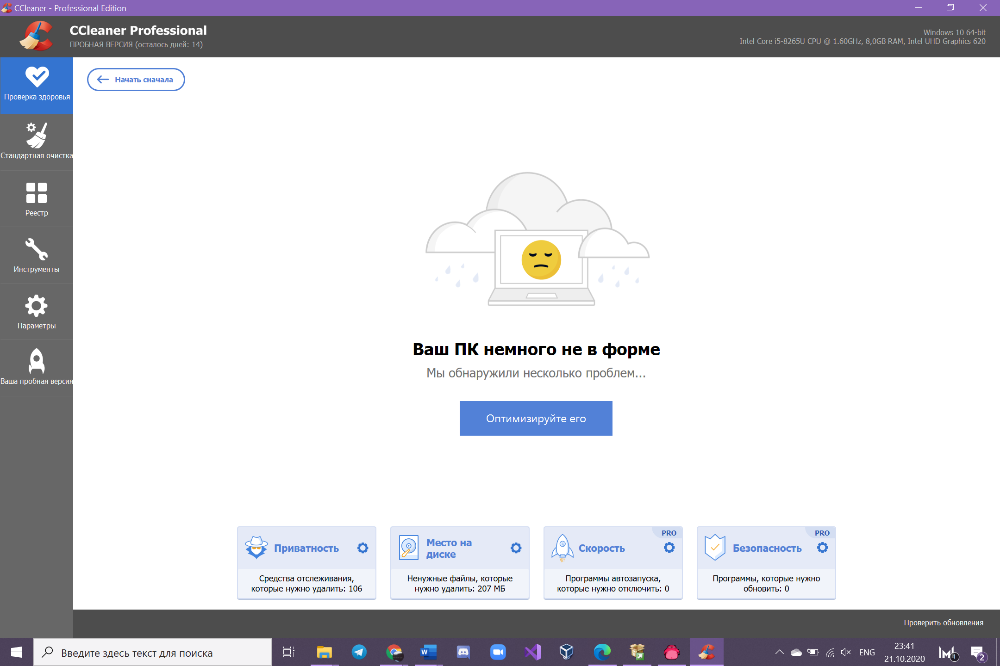 CCleaner - Professional Edition
CCleaner Professional
ПРОБНАЯ ВЕРСИЯ (осталось дней: 14)
Windows 10 64-bit
Intel Core i5-8265U CPU @ 1.60GHz, 8,0GB RAM, Intel UHD Graphics 620
Проверка здоровья
Стандартная очистка
Реестр
Инструменты
Параметры
Ваша пробная версия
Начать сначала
Ваш ПК немного не в форме
Мы обнаружили несколько проблем...
Оптимизируйте его
Приватность
Средства отслеживания,
которые нужно удалить: 106
Место на
диске
Ненужные файлы, которые
нужно удалить: 207 МБ
PRO
Скорость
Программы автозапуска,
которые нужно отключить: 0
PRO
Безопасность
Программы, которые нужно
обновить: 0
Проверить обновления
Введите здесь текст для поиска
W
ENG
23:41
21.10.2020
1
2